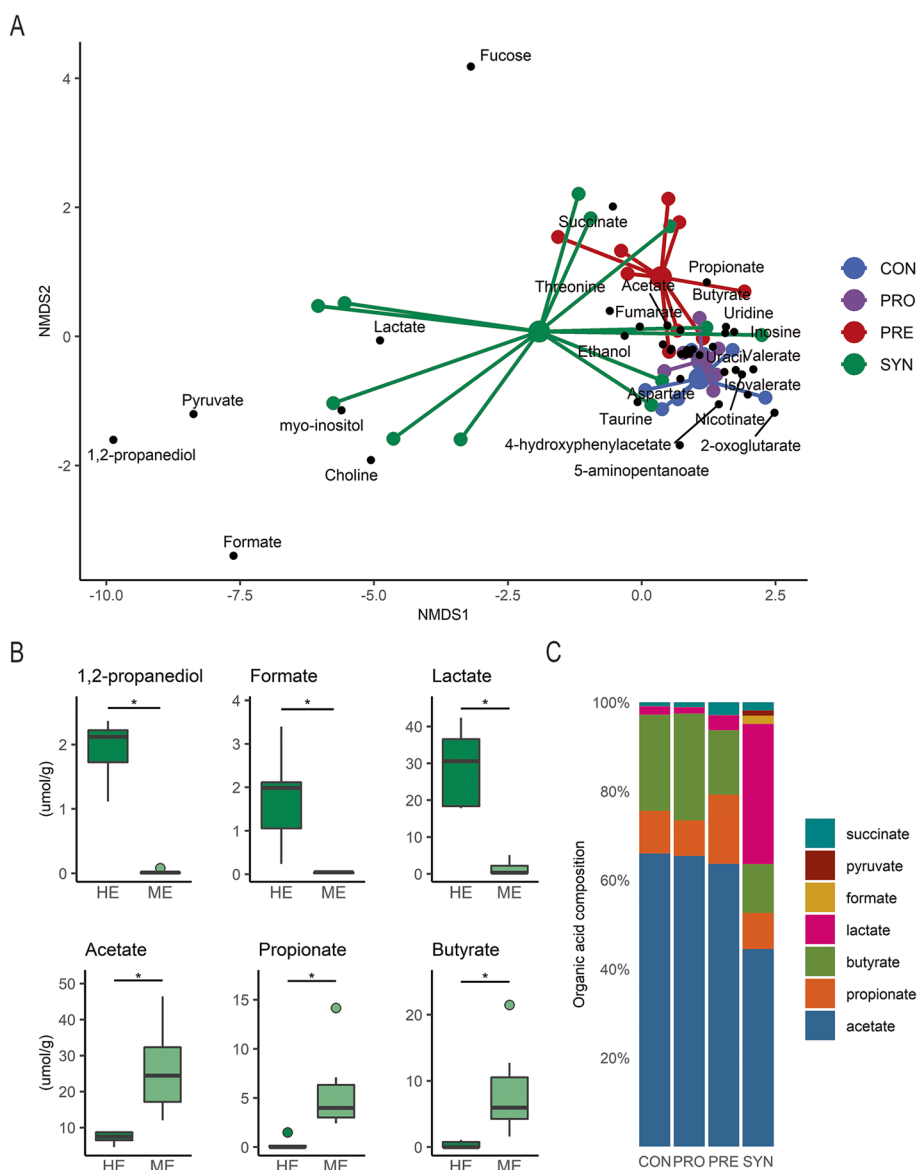 A
Fucose
4
2
Succinate
Propionate
Threonine
Acetate
Butyrate
Fumarate
Uridine
Lactate
Inosine
0
Ethanol
Uracil
Valerate
Isovalerate
Aspartate
Pyruvate
myo-inositol
Taurine
Nicotinate
1,2-propanediol
4-hydroxyphenylacetate
2-oxoglutarate
-2
Choline
5-aminopentanoate
Formate
NMDS2
-10.0 -7.5 -5.0 -2.5 0.0 2.5
NMDS1
CON
PRO
PRE
SYN
B
1,2-propanediol
*
2
1
0
(umol/g)
HE ME
Formate
*
4
3
2
1
0
HE ME
Lactate
*
40
30
20
10
0
HE ME
Acetate
*
50
40
30
20
10
(umol/g)
HE ME
Propionate
*
15
10
5
0
HE ME
Butyrate
*
20
10
0
HE ME
C
100%
80%
60%
40%
20%
Organic acid composition
CON PRO PRE SYN
succinate
pyruvate
formate
lactate
butyrate
propionate
acetate